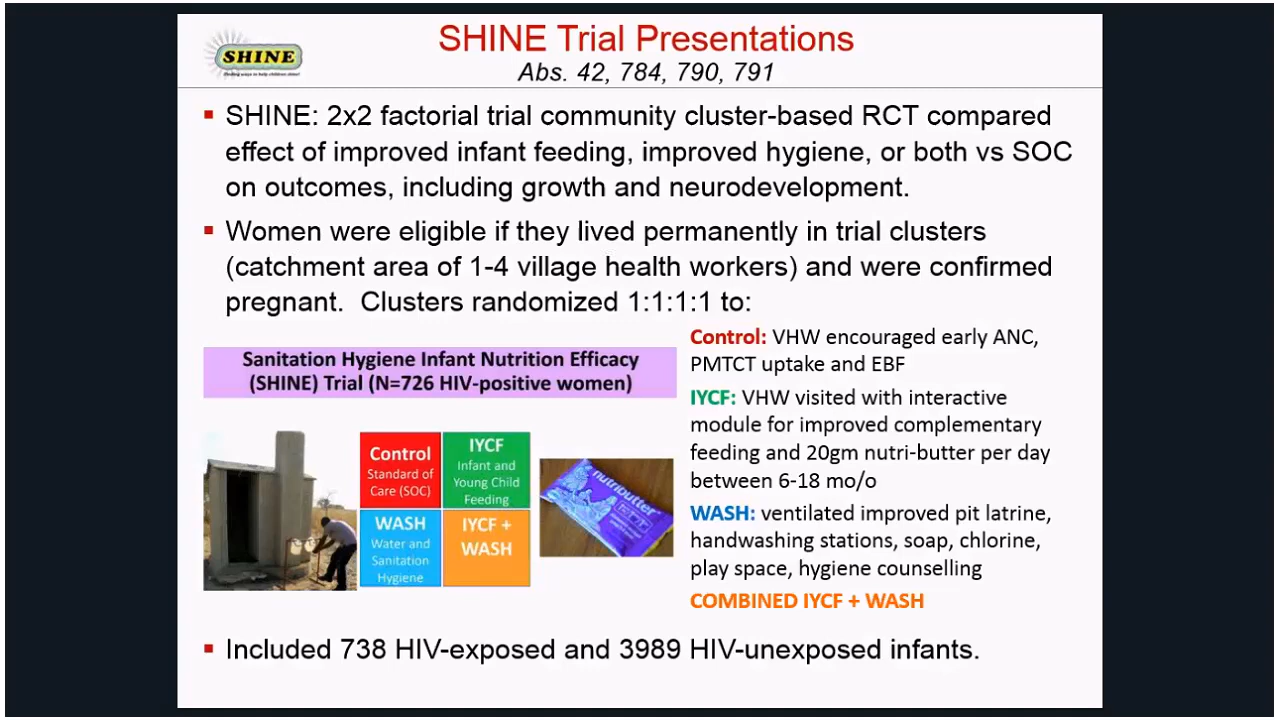 SHINE
Finding ways to help children shine!
SHINE Trial Presentations
Abs. 42, 784, 790, 791
▪ SHINE: 2x2 factorial trial community cluster-based RCT compared
effect of improved infant feeding, improved hygiene, or both vs SOC
on outcomes, including growth and neurodevelopment.
▪ Women were eligible if they lived permanently in trial clusters
(catchment area of 1-4 village health workers) and were confirmed
pregnant. Clusters randomized 1:1:1:1 to:
Sanitation Hygiene Infant Nutrition Efficacy
(SHINE) Trial (N=726 HIV-positive women)
Control
Standard of
Care (SOC)
IYCF
Infant and
Young Child
Feeding
WASH
Water and
Sanitation
Hygiene
IYCF +
WASH
nutributter
Control: VHW encouraged early ANC,
PMTCT uptake and EBF
IYCF: VHW visited with interactive
module for improved complementary
feeding and 20gm nutri-butter per day
between 6-18 mo/o
WASH: ventilated improved pit latrine,
handwashing stations, soap, chlorine,
play space, hygiene counselling
COMBINED IYCF + WASH
▪ Included 738 HIV-exposed and 3989 HIV-unexposed infants.